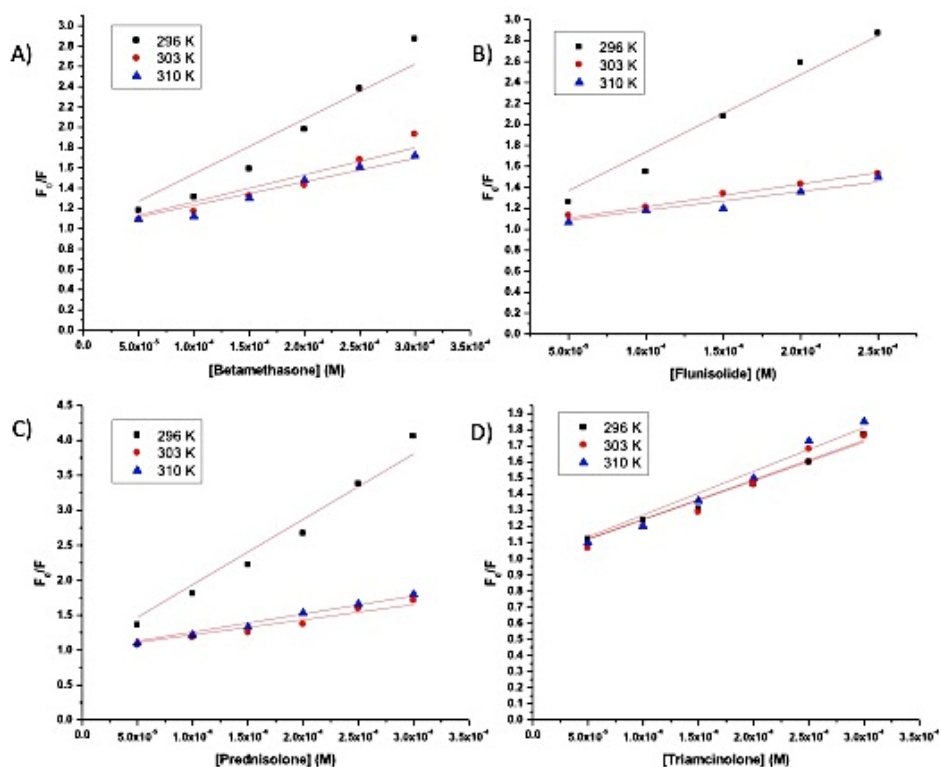 A)
3.0
2.8
2.6
2.4
2.2
2.0
1.8
1.6
1.4
1.2
1.0
0.8
0.6
0.4
0.2
0.0
F₀/F
296 K
303 K
310 K
0.0 5.0x10⁻⁵ 1.0x10⁻⁴ 1.5x10⁻⁴ 2.0x10⁻⁴ 2.5x10⁻⁴ 3.0x10⁻⁴ 3.5x10⁻⁴
[Betamethasone] (M)
B)
3.0
2.8
2.6
2.4
2.2
2.0
1.8
1.6
1.4
1.2
1.0
0.8
0.6
0.4
0.2
0.0
F₀/F
296 K
303 K
310 K
5.0x10⁻⁵ 1.0x10⁻⁴ 1.5x10⁻⁴ 2.0x10⁻⁴ 2.5x10⁻⁴
[Flunisolide] (M)
C)
4.5
4.0
3.5
3.0
2.5
2.0
1.5
1.0
0.5
0.0
F₀/F
296 K
303 K
310 K
0.0 5.0x10⁻⁵ 1.0x10⁻⁴ 1.5x10⁻⁴ 2.0x10⁻⁴ 2.5x10⁻⁴ 3.0x10⁻⁴ 3.5x10⁻⁴
[Prednisolone] (M)
D)
1.9
1.8
1.7
1.6
1.5
1.4
1.3
1.2
1.1
1.0
0.9
0.8
0.7
0.6
0.5
0.4
0.3
0.2
0.1
0.0
F₀/F
296 K
303 K
310 K
0.0 5.0x10⁻⁵ 1.0x10⁻⁴ 1.5x10⁻⁴ 2.0x10⁻⁴ 2.5x10⁻⁴ 3.0x10⁻⁴ 3.5x10⁻⁴
[Triamcinolone] (M)